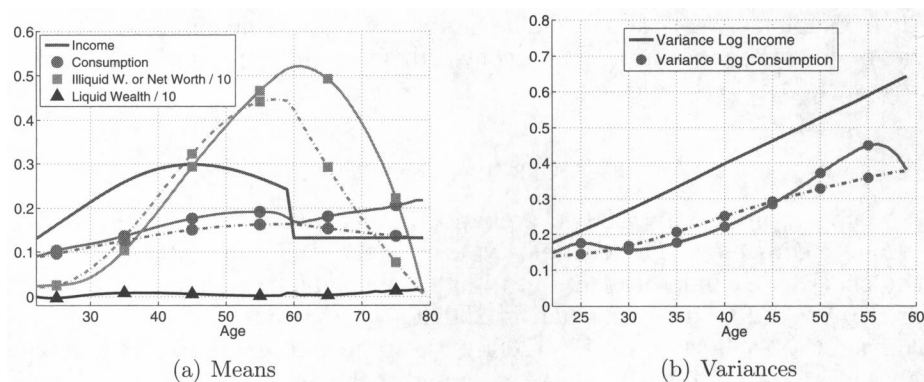 Income
Consumption
Illiquid W. or Net Worth / 10
Liquid Wealth / 10
0.6
0.5
0.4
0.3
0.2
0.1
0
30 40 50 60 70 80
Age
(a) Means
Variance Log Income
Variance Log Consumption
0.8
0.7
0.6
0.5
0.4
0.3
0.2
0.1
0
25 30 35 40 45 50 55 60
Age
(b) Variances